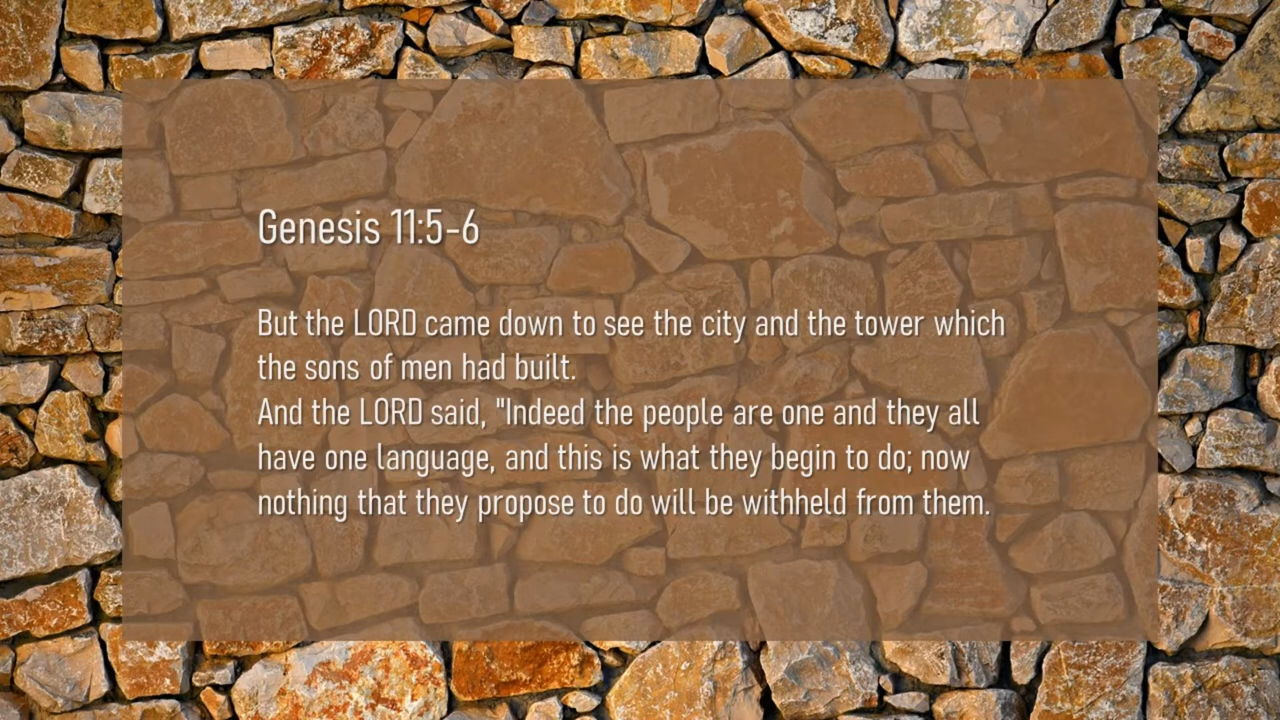 Genesis 11:5-6
But the LORD came down to see the city and the tower which
the sons of men had built.
And the LORD said, "Indeed the people are one and they all
have one language, and this is what they begin to do; now
nothing that they propose to do will be withheld from them.